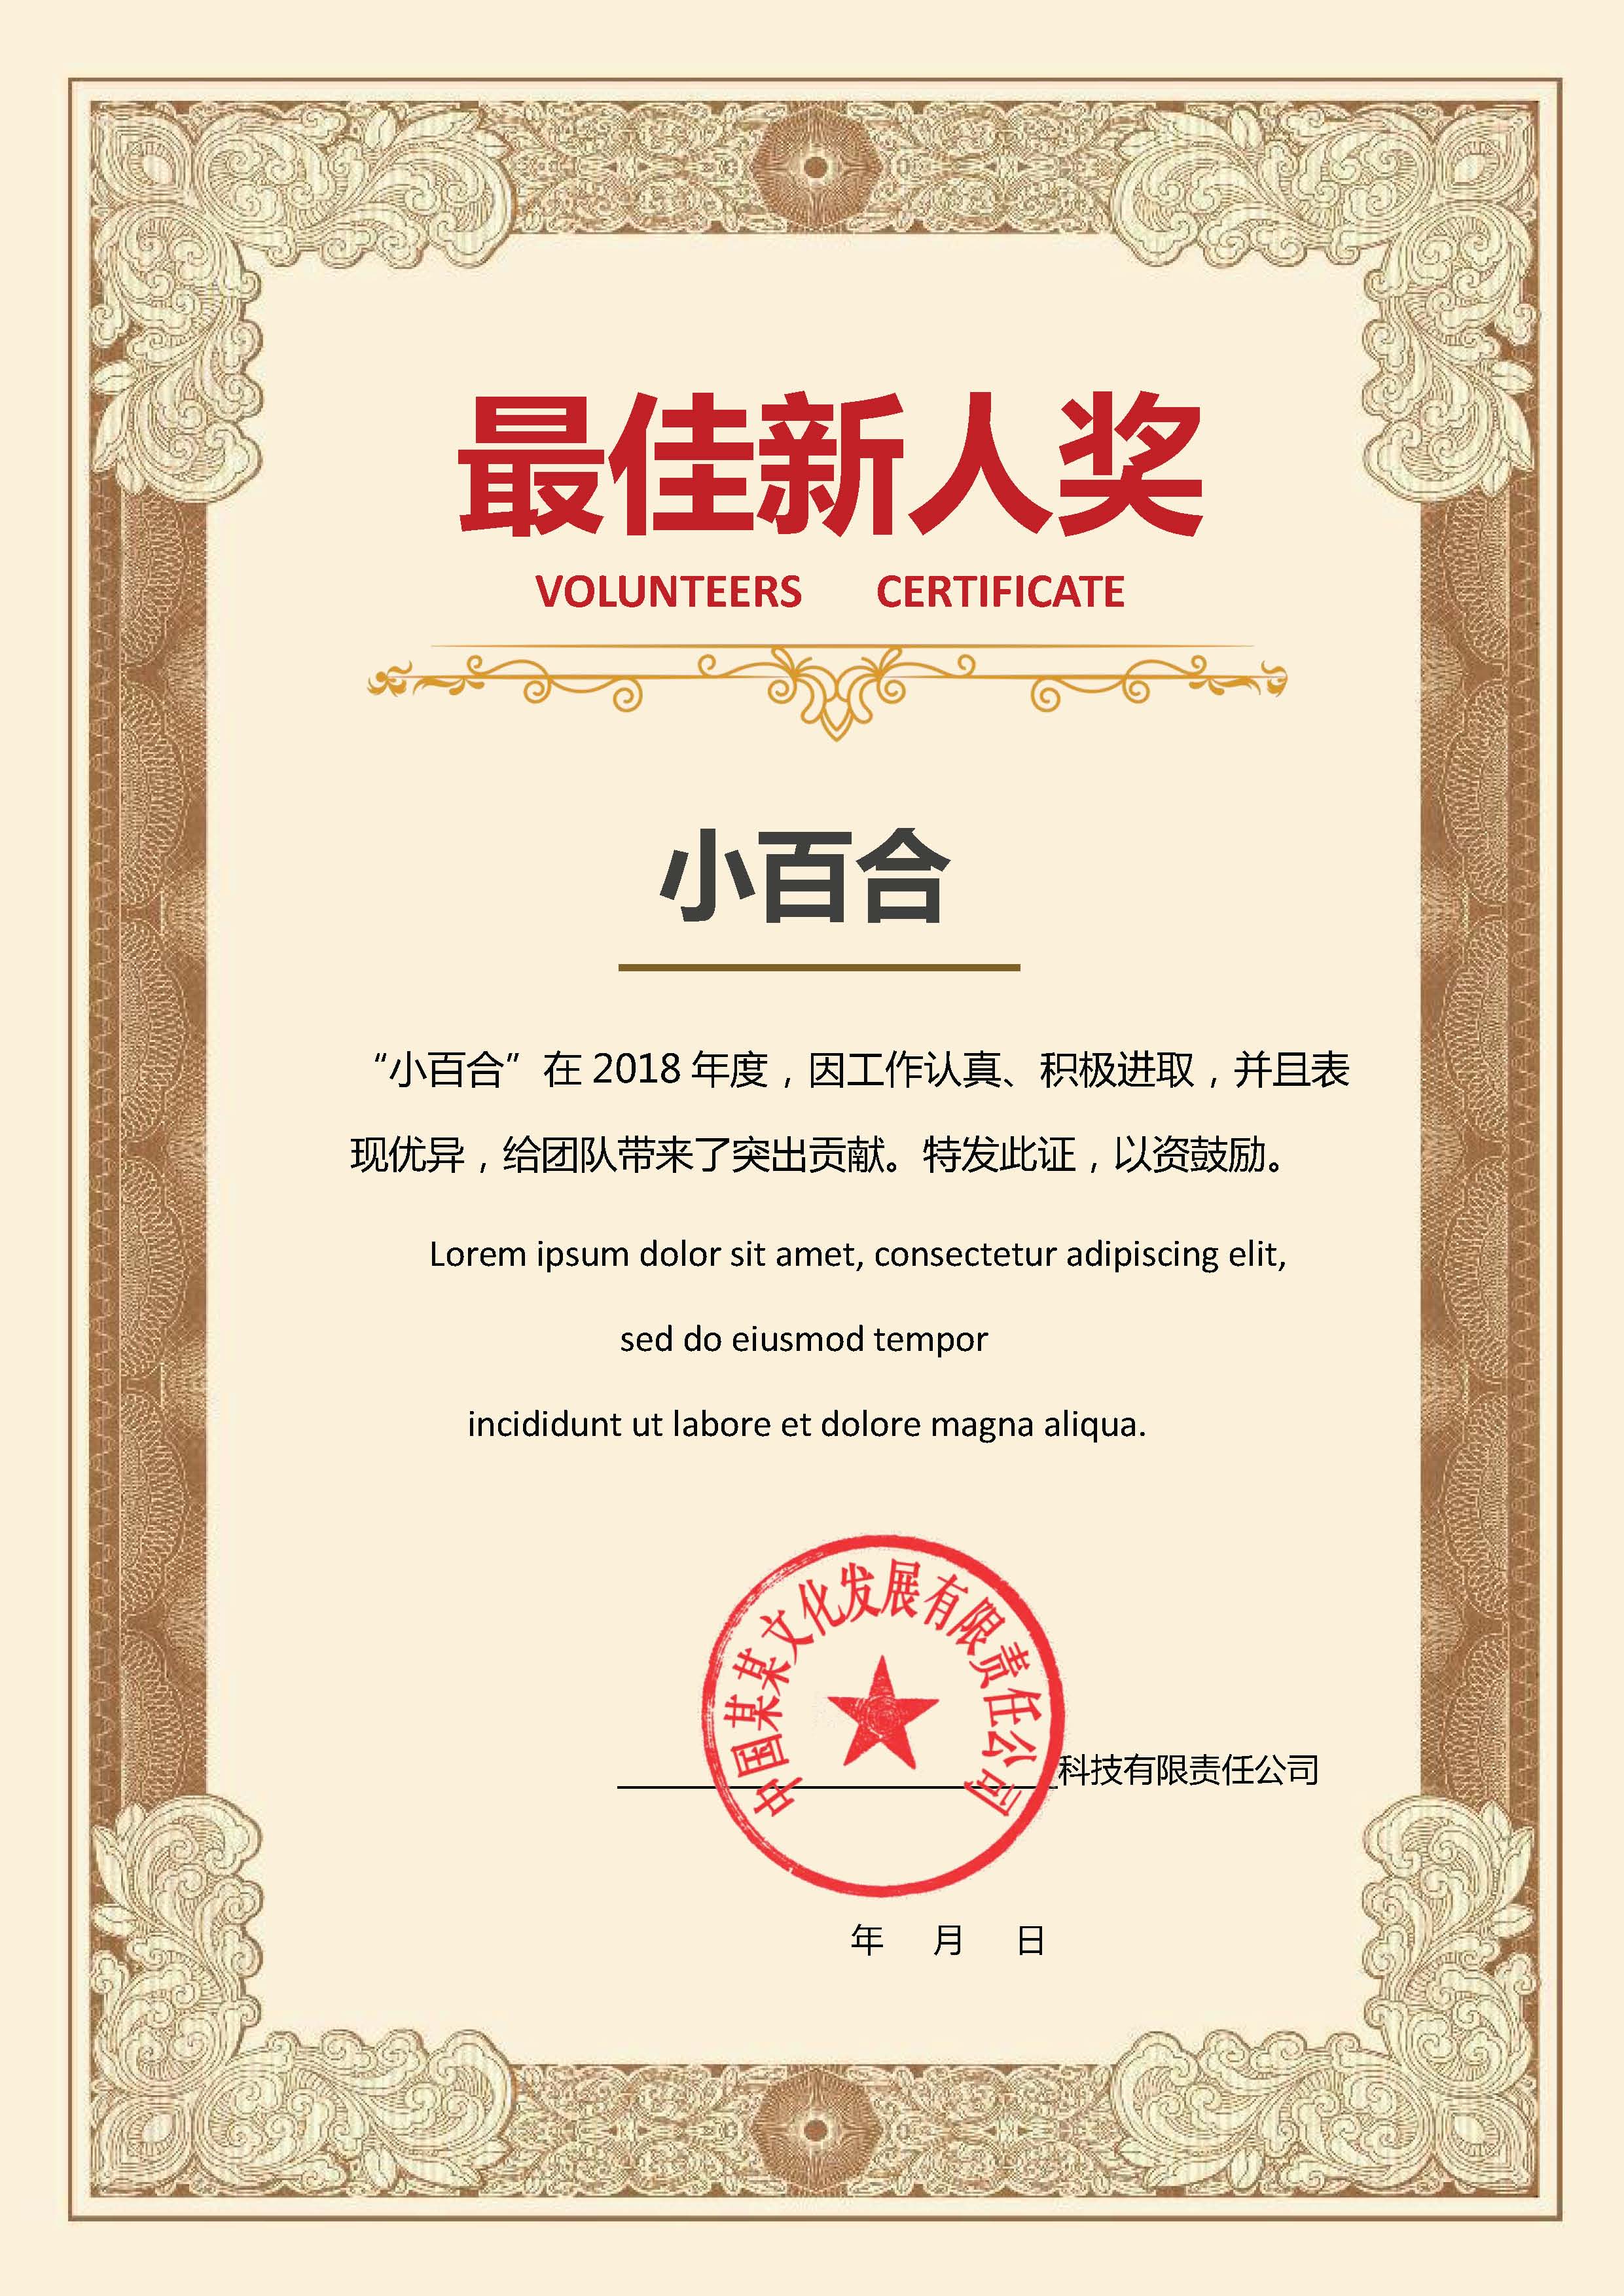 最佳新人奖
VOLUNTEERS CERTIFICATE
小百合
“小百合”在 2018 年度，因工作认真、积极进取，并且表
现优异，给团队带来了突出贡献。特发此证，以资鼓励。
Lorem ipsum dolor sit amet, consectetur adipiscing elit,
sed do eiusmod tempor
incididunt ut labore et dolore magna aliqua.
中国某某文化发展有限责任公司
科技有限责任公司
年 月 日